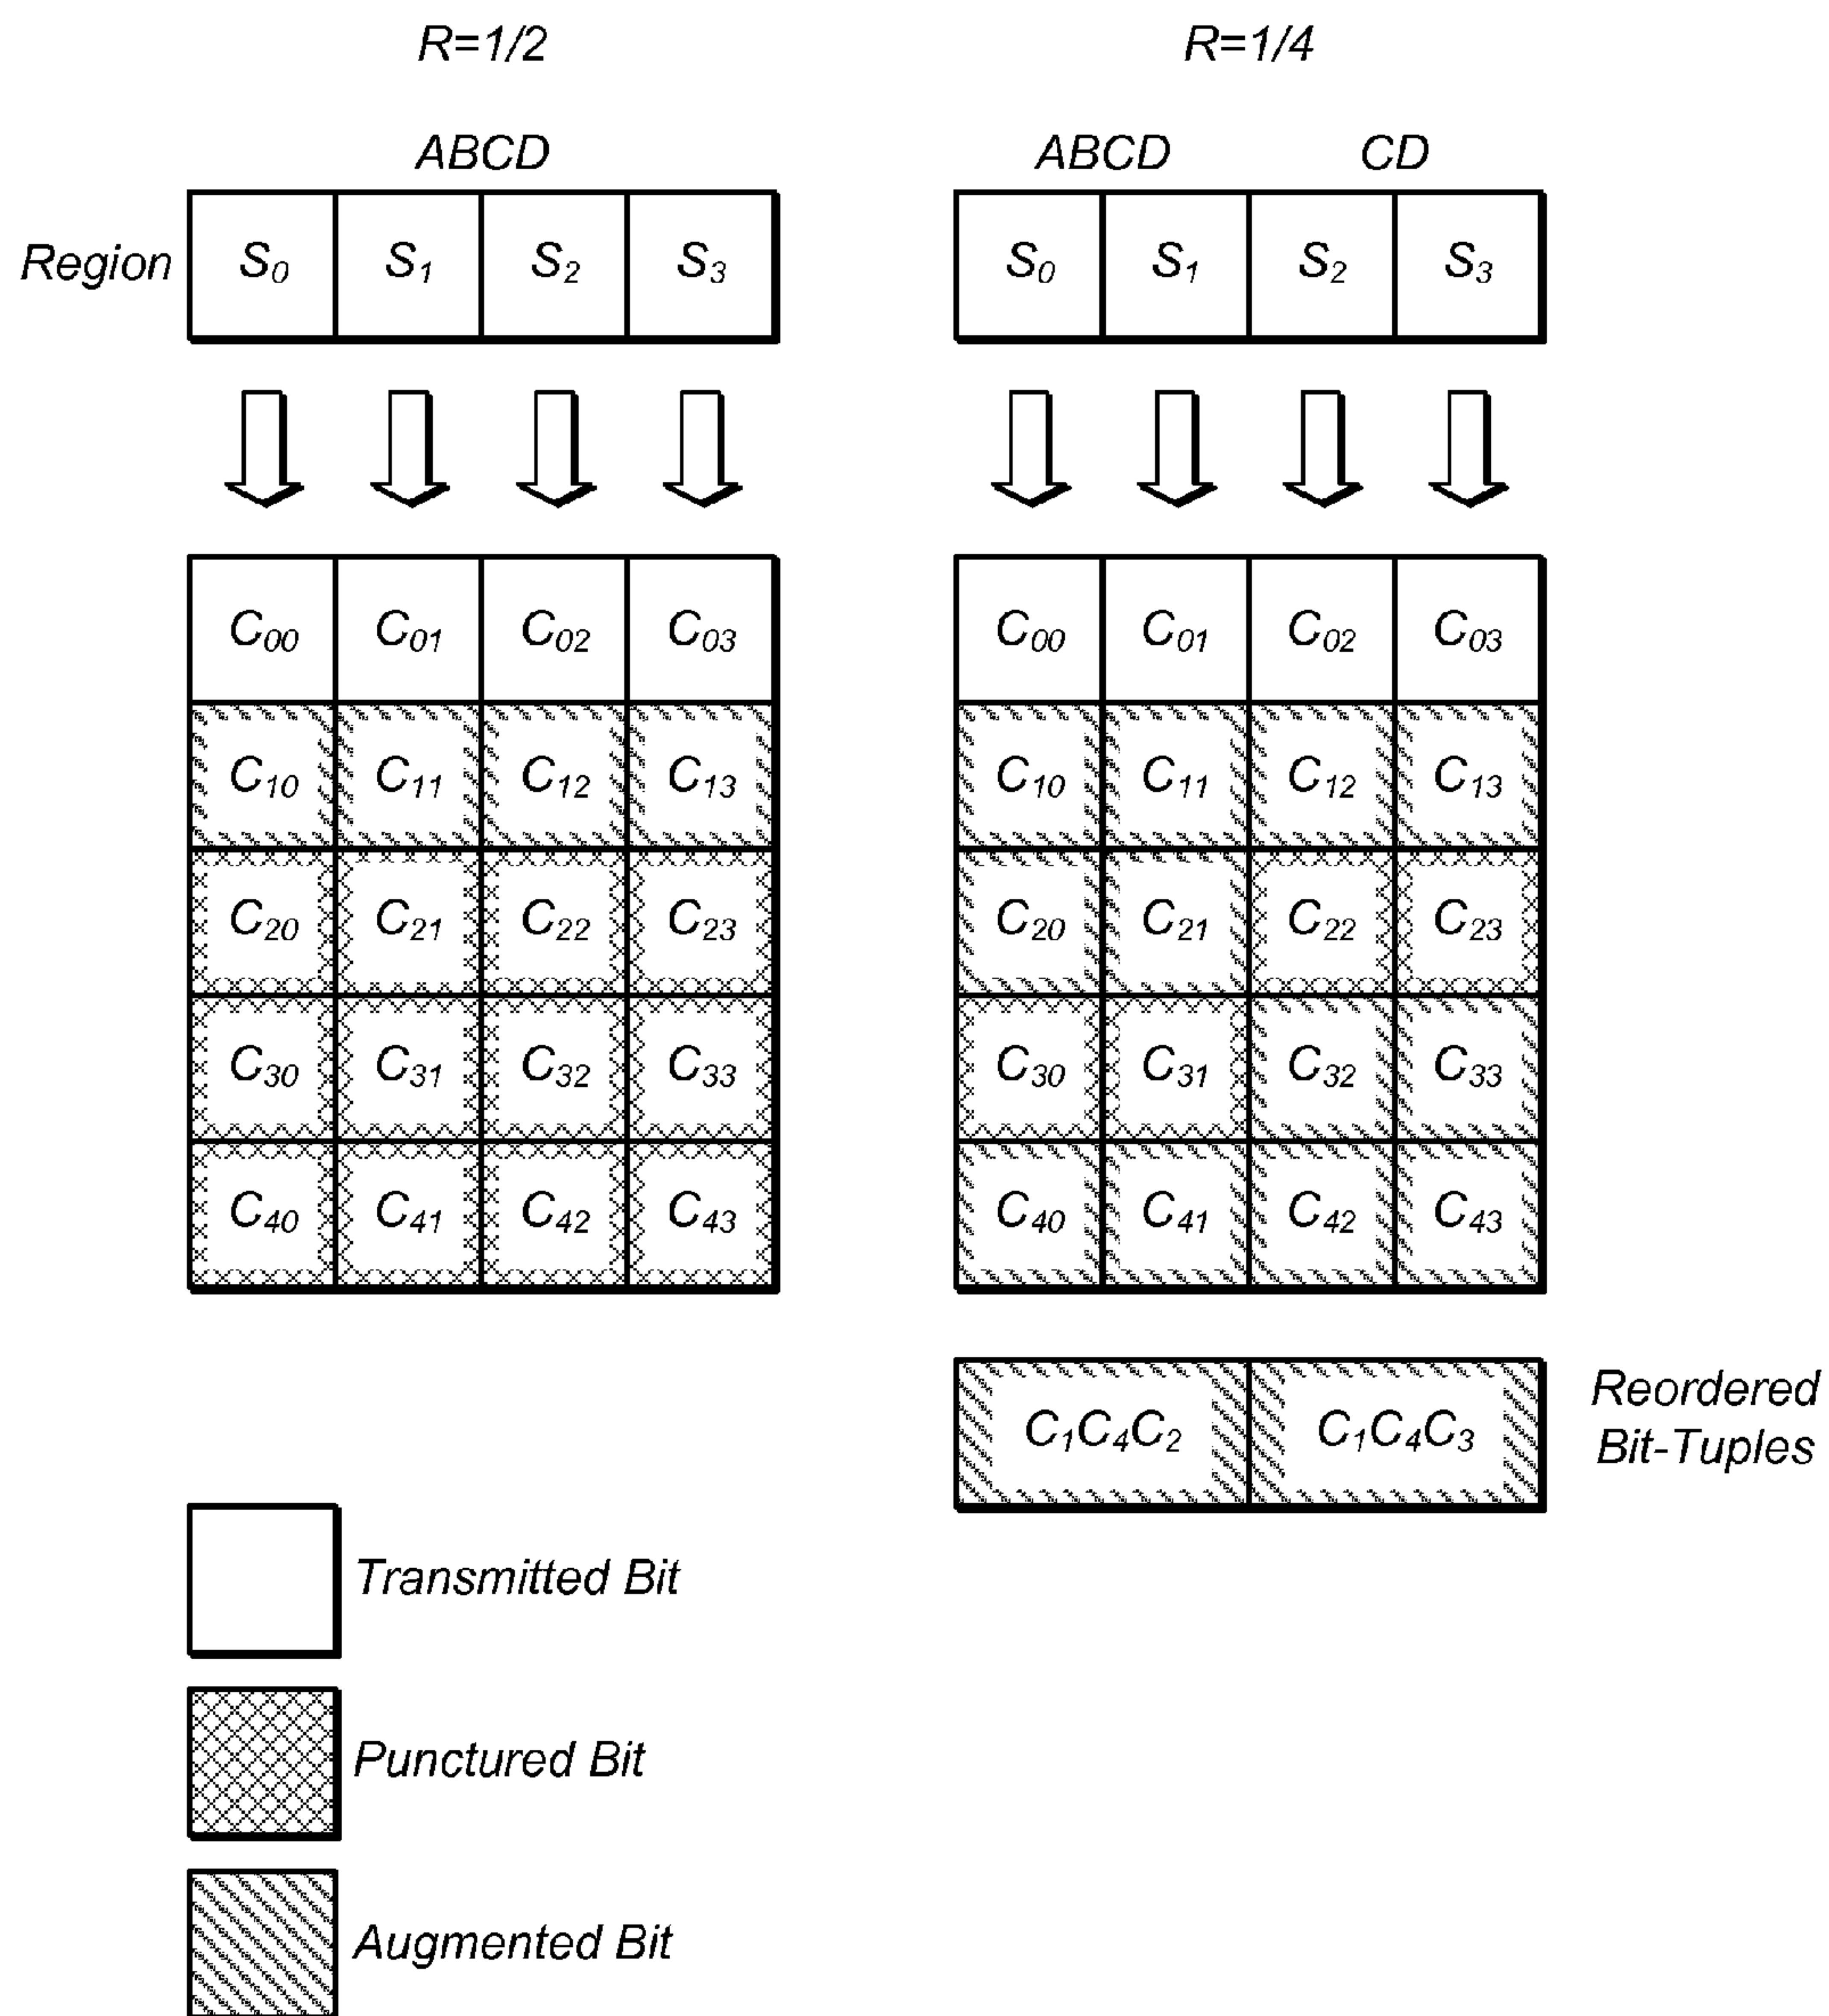 R=1/2 R=1/4
ABCD ABCD CD
Region S0 S1 S2 S3 S0 S1 S2 S3
C00 C01 C02 C03 C00 C01 C02 C03
C10 C11 C12 C13 C10 C11 C12 C13
C20 C21 C22 C23 C20 C21 C22 C23
C30 C31 C32 C33 C30 C31 C32 C33
C40 C41 C42 C43 C40 C41 C42 C43
C1C4C2 C1C4C3 Reordered
Bit-Tuples
Transmitted Bit
Punctured Bit
Augmented Bit